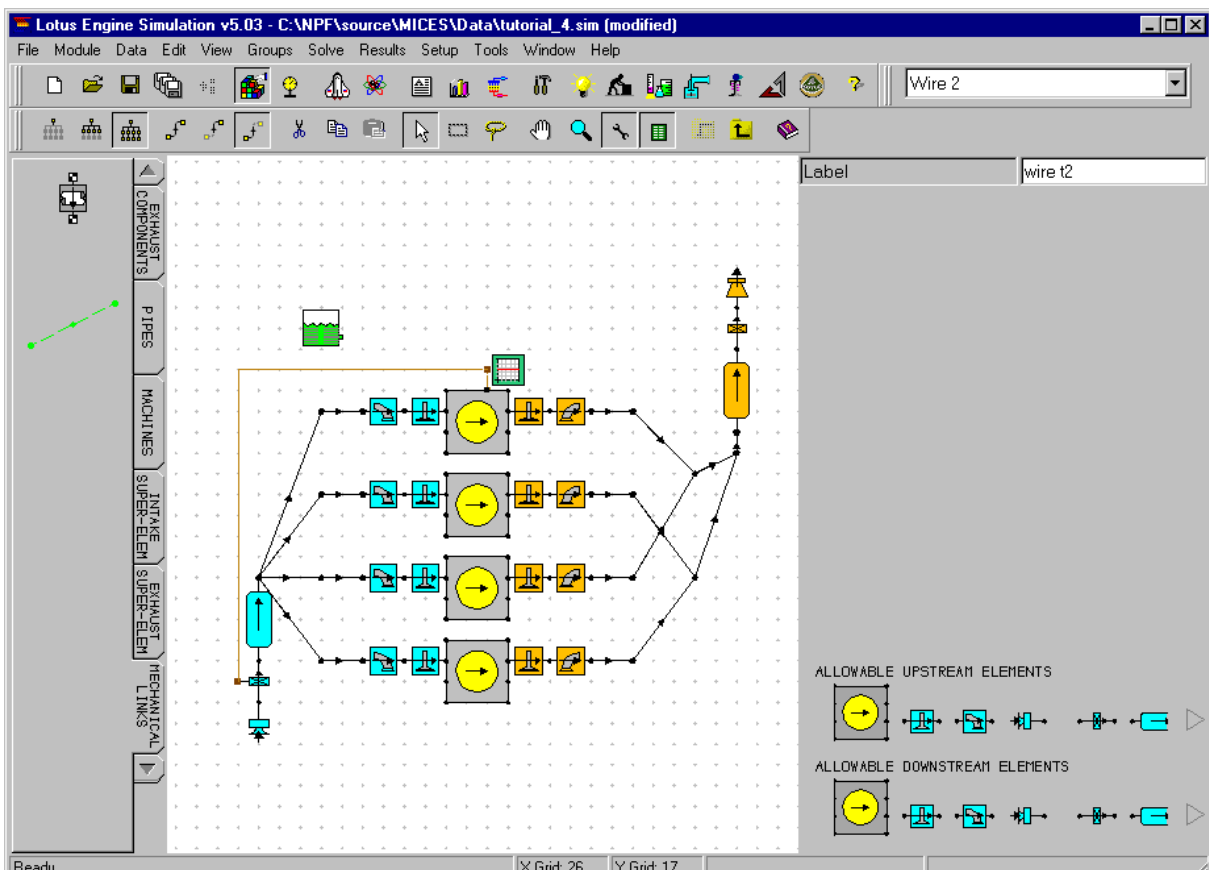 Lotus Engine Simulation v5.03 - C:\NPF\source\MICES\Data\tutorial_4.sim (modified)
File Module Data Edit View Groups Solve Results Setup Tools Window Help
Wire 2
Label
wire t2
EXHAUST
COMPONENTS
PIPES
MACHINES
INTAKE
SUPER-ELEM
EXHAUST
SUPER-ELEM
MECHANICAL
LINKS
ALLOWABLE UPSTREAM ELEMENTS
ALLOWABLE DOWNSTREAM ELEMENTS
Ready
X Grid: 26
Y Grid: 17